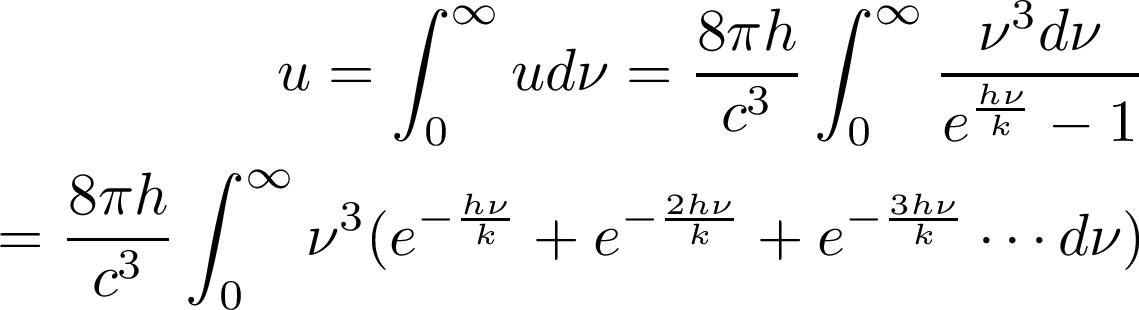 u = \int_0^\infty u d\nu = \frac{8\pi h}{c^3} \int_0^\infty \frac{\nu^3 d\nu}{e^{\frac{h\nu}{k}} - 1}
= \frac{8\pi h}{c^3} \int_0^\infty \nu^3 (e^{-\frac{h\nu}{k}} + e^{-\frac{2h\nu}{k}} + e^{-\frac{3h\nu}{k}} \cdots d\nu)